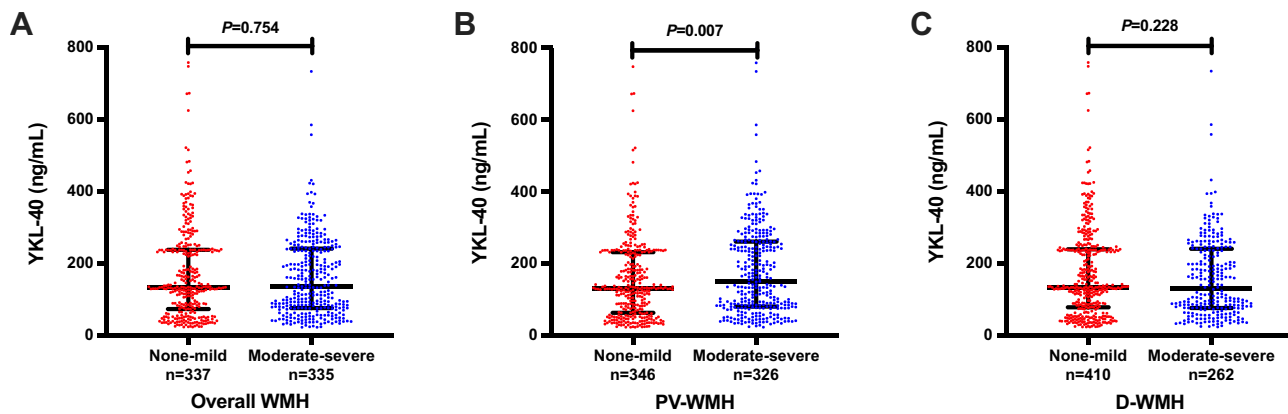 A
P=0.754
800
600
400
200
0
YKL-40 (ng/mL)
None-mild
n=337
Moderate-severe
n=335
Overall WMH
B
P=0.007
800
600
400
200
0
YKL-40 (ng/mL)
None-mild
n=346
Moderate-severe
n=326
PV-WMH
C
P=0.228
800
600
400
200
0
YKL-40 (ng/mL)
None-mild
n=410
Moderate-severe
n=262
D-WMH